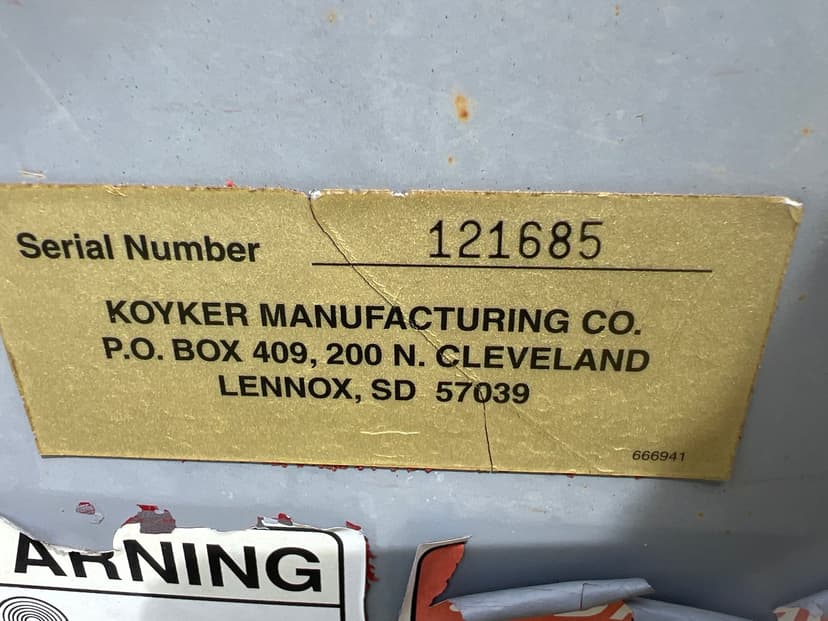 Serial Number 121685
KOYKER MANUFACTURING CO.
P.O. BOX 409, 200 N. CLEVELAND
LENNOX, SD 57039
666941
ARNING